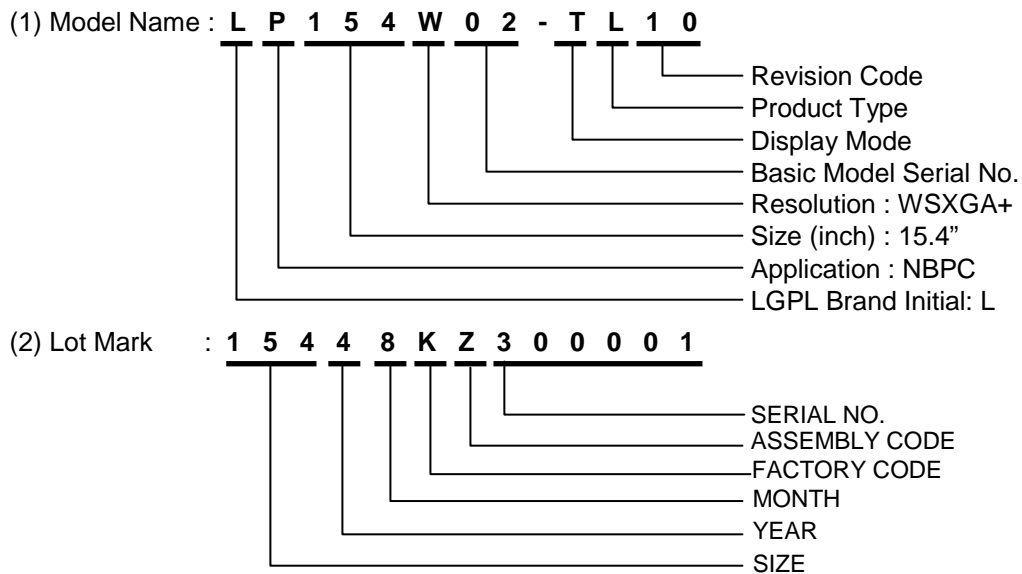 (1) Model Name : L P 1 5 4 W 0 2 - T L 1 0
Revision Code
Product Type
Display Mode
Basic Model Serial No.
Resolution : WSXGA+
Size (inch) : 15.4”
Application : NBPC
LGPL Brand Initial: L
(2) Lot Mark : 1 5 4 4 8 K Z 3 0 0 0 0 1
SERIAL NO.
ASSEMBLY CODE
FACTORY CODE
MONTH
YEAR
SIZE